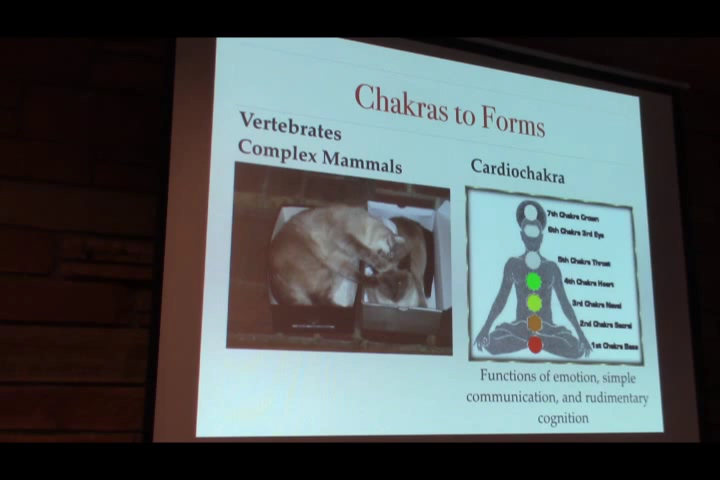 Chakras to Forms
Vertebrates
Complex Mammals
Cardiochakra
7th Chakra Crown
6th Chakra 3rd Eye
5th Chakra Throat
4th Chakra Heart
3rd Chakra Navel
2nd Chakra Sacral
1st Chakra Base
Functions of emotion, simple
communication, and rudimentary
cognition